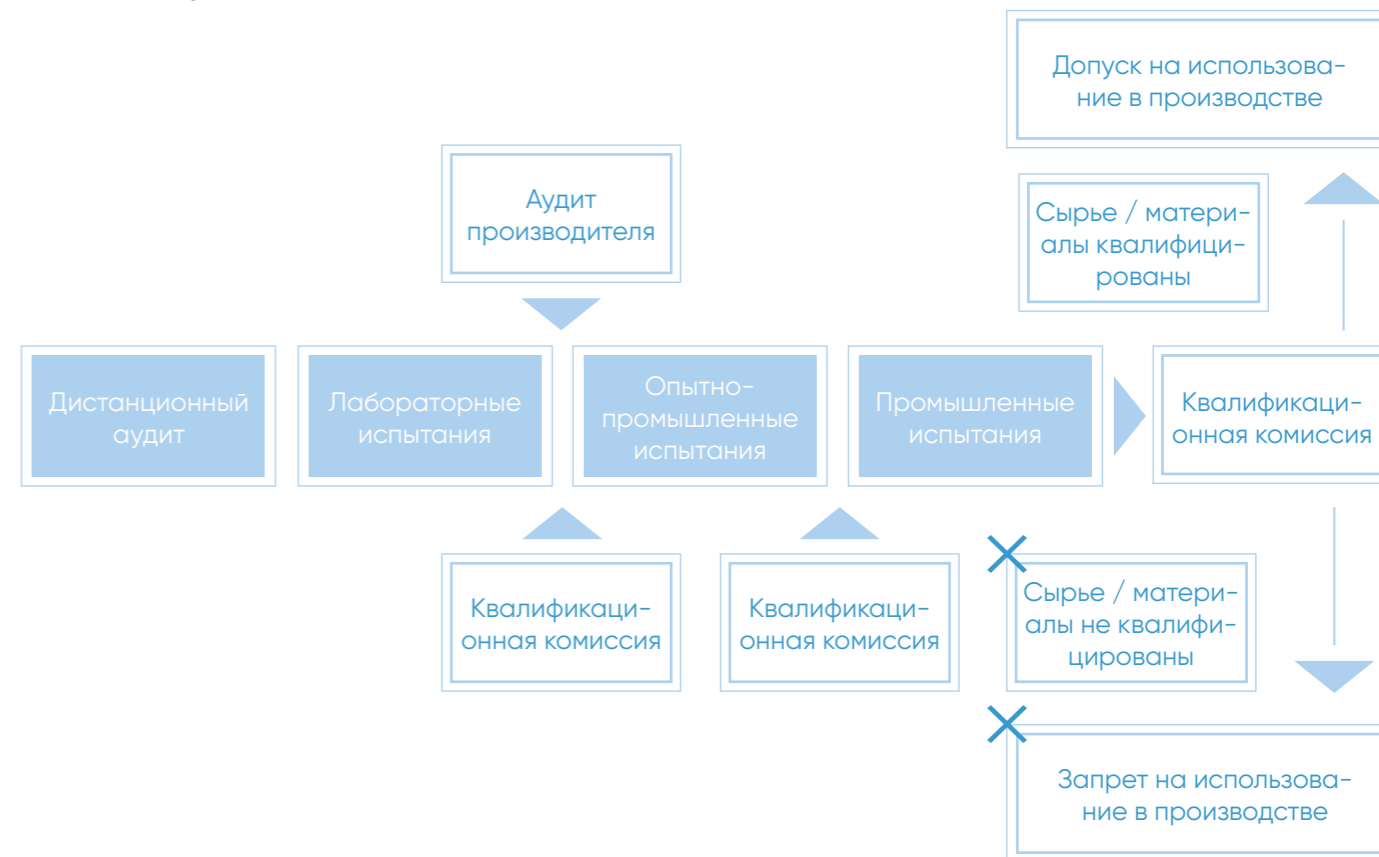 Допуск на использова-
ние в производстве
Аудит
производителя
Сырье / матери-
алы квалифици-
рованы
Дистанционный
аудит
Лабораторные
испытания
Опытно-
промышленные
испытания
Промышленные
испытания
Квалификаци-
онная комиссия
Квалификаци-
онная комиссия
Квалификаци-
онная комиссия
Сырье / матери-
алы не квалифи-
цированы
Запрет на использова-
ние в производстве